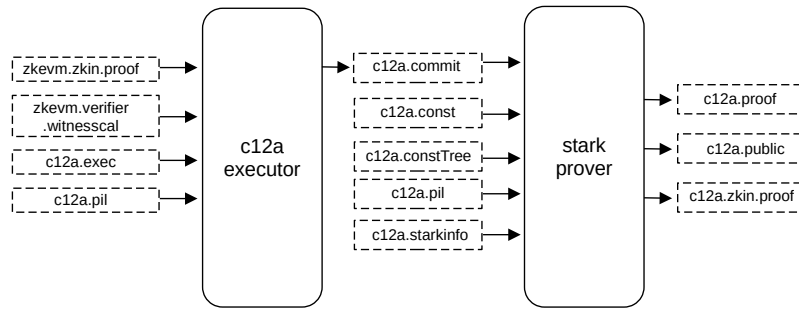 zkevm.zkin.proof
zkevm.verifier
.witnesscal
c12a.exec
c12a.pil
c12a
executor
c12a.commit
c12a.const
c12a.constTree
c12a.pil
c12a.starkinfo
stark
prover
c12a.proof
c12a.public
c12a.zkin.proof